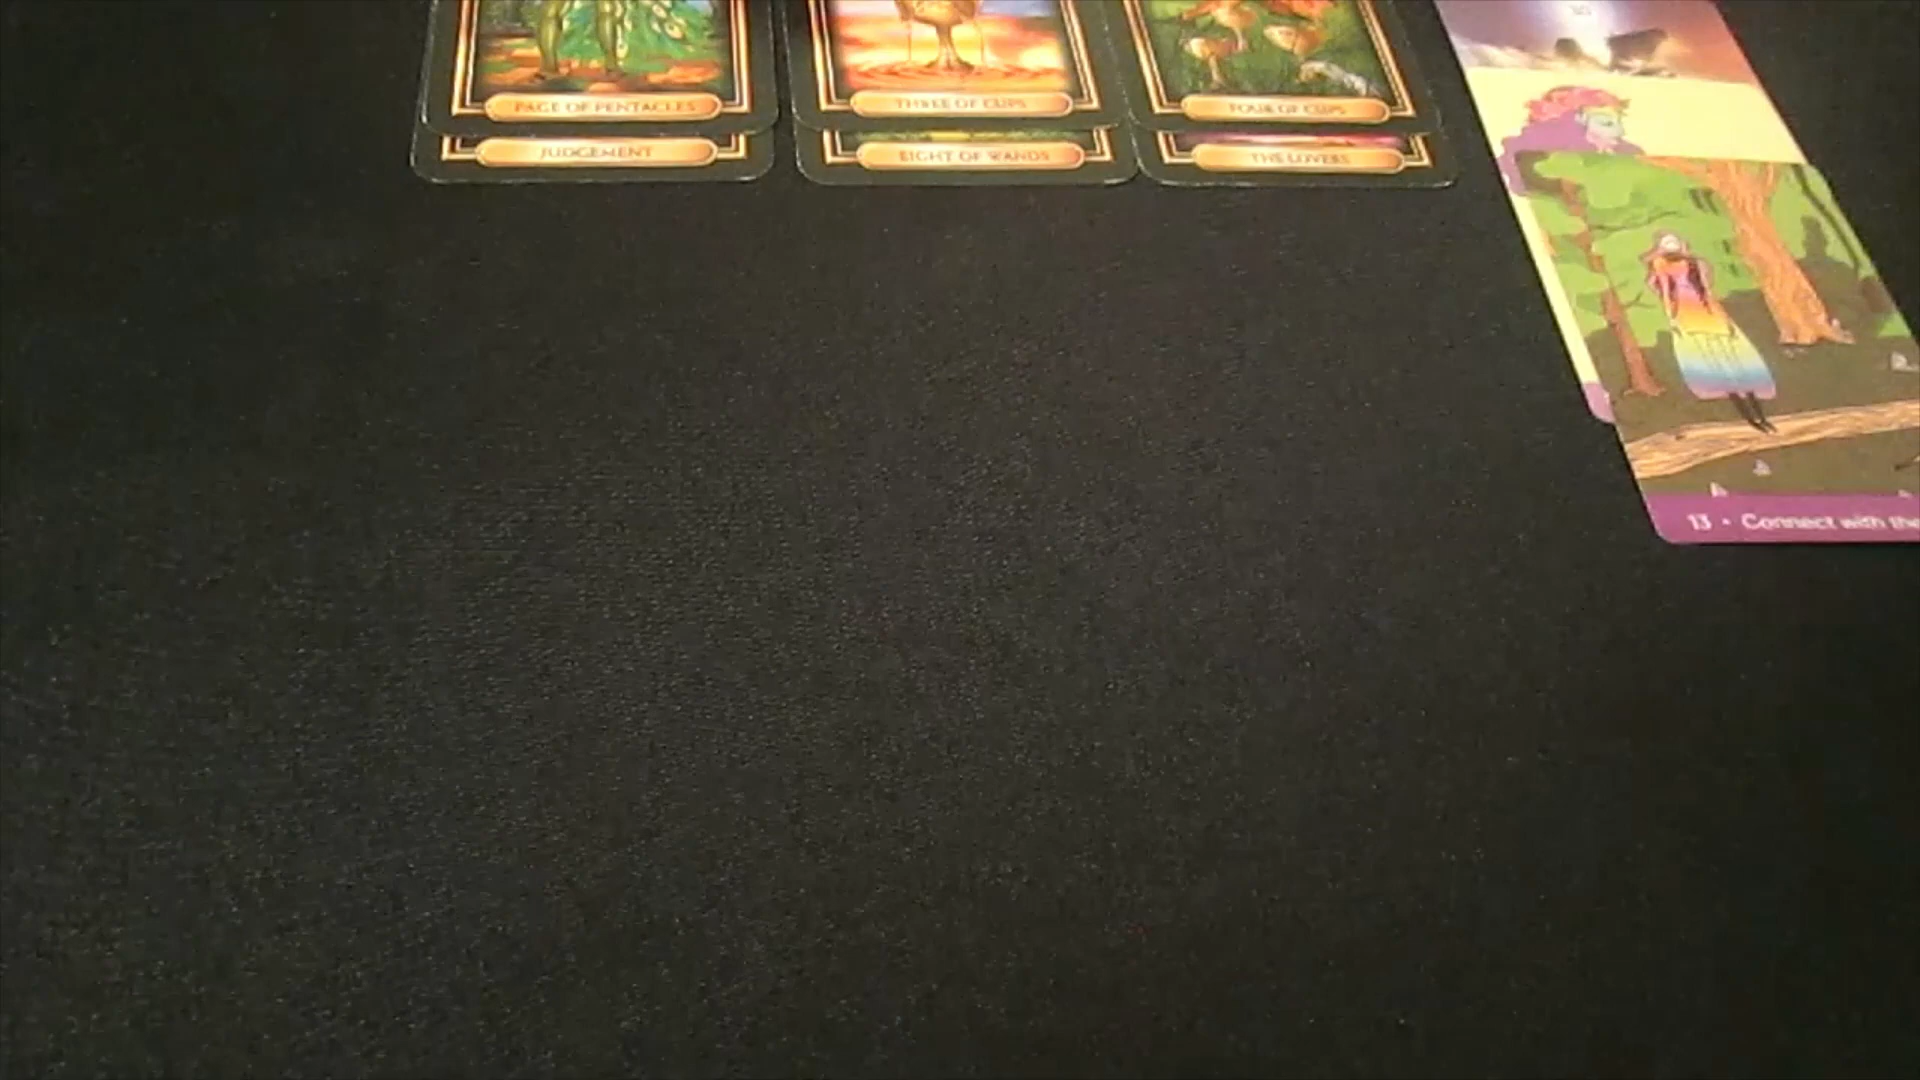 30
PAGE OF PENTACLES
THREE OF CUPS
FOUR OF CUPS
JUDGEMENT
EIGHT OF WANDS
THE LOVERS
13 • Connect with the